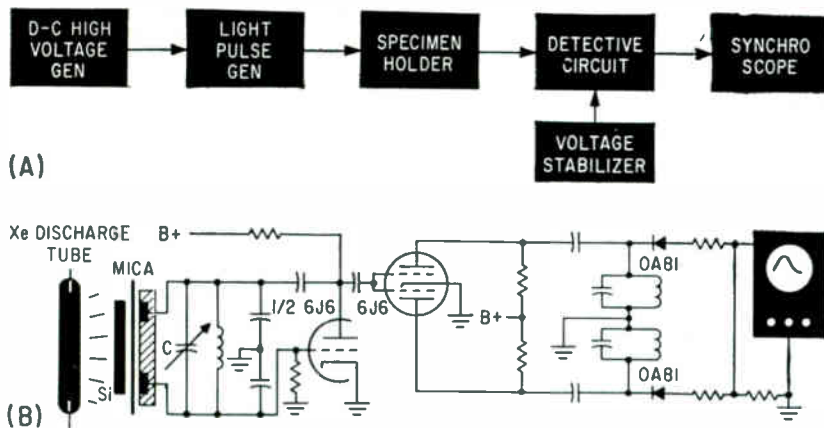 D-C HIGH
VOLTAGE
GEN
LIGHT
PULSE
GEN
SPECIMEN
HOLDER
DETECTIVE
CIRCUIT
SYNCHRO
SCOPE
VOLTAGE
STABILIZER
(A)
Xe DISCHARGE
TUBE
B+
MICA
1/2 6J6
6J6
OA81
C
B+
Si
OA81
(B)